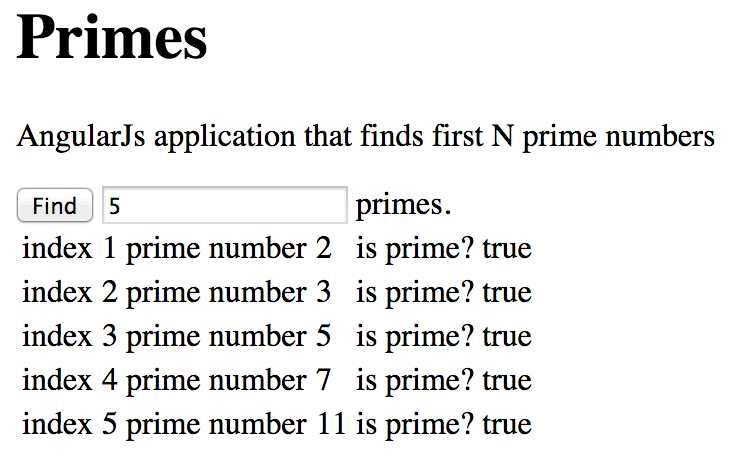 Primes
AngularJs application that finds first N prime numbers
Find 5 primes.
index 1 prime number 2 is prime? true
index 2 prime number 3 is prime? true
index 3 prime number 5 is prime? true
index 4 prime number 7 is prime? true
index 5 prime number 11 is prime? true